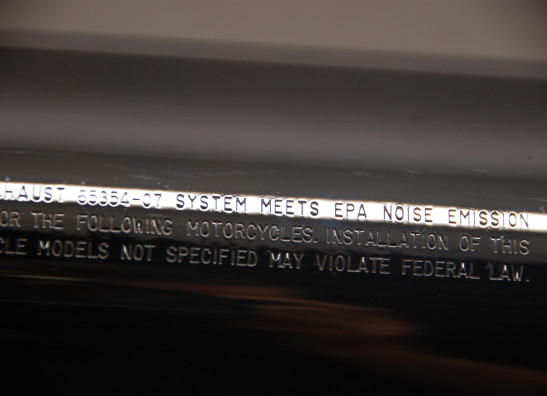 HAUST 65354-07 SYSTEM MEETS EPA NOISE EMISSION
OR THE FOLLOWING MOTORCYCLES. INSTALLATION OF THIS
CLE MODELS NOT SPECIFIED MAY VIOLATE FEDERAL LAW.